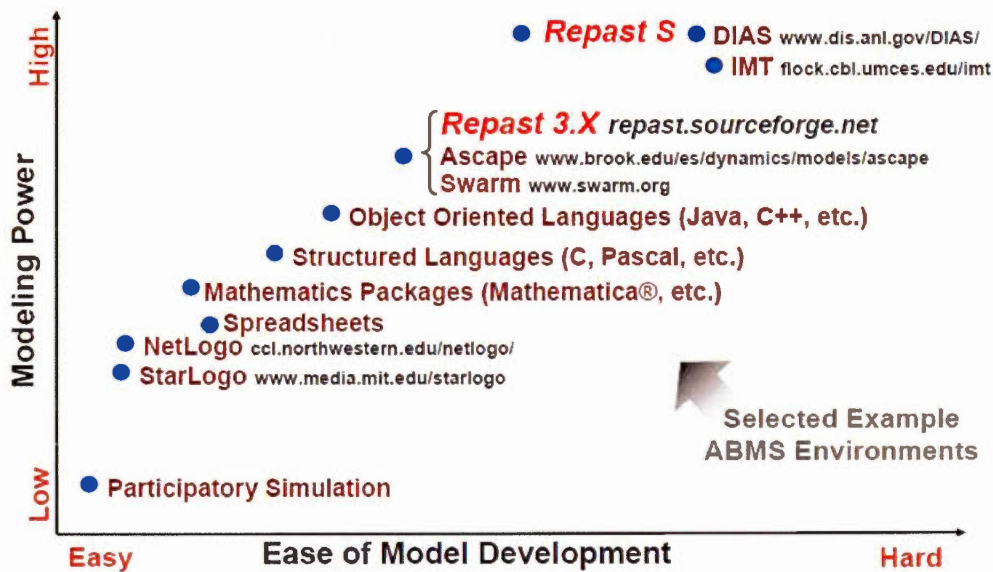 High
Repast S
DIAS www.dis.anl.gov/DIAS/
IMT flock.cbl.umces.edu/imt
Repast 3.X repast.sourceforge.net
Ascape www.brook.edu/es/dynamics/models/ascape
Swarm www.swarm.org
Object Oriented Languages (Java, C++, etc.)
Structured Languages (C, Pascal, etc.)
Mathematics Packages (Mathematica®, etc.)
Spreadsheets
NetLogo ccl.northwestern.edu/netlogo/
StarLogo www.media.mit.edu/starlogo
Modeling Power
Selected Example
ABMS Environments
Low
Participatory Simulation
Easy
Ease of Model Development
Hard